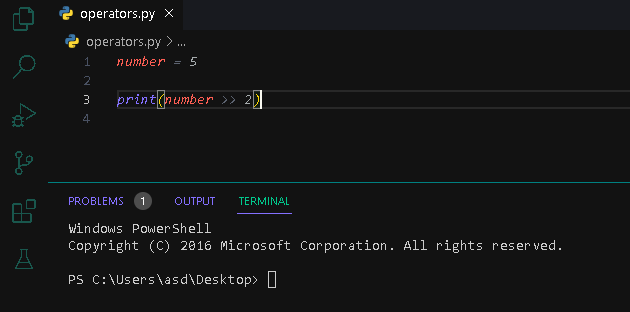 operators.py ×
operators.py > ...
1 number = 5
2
3 print(number >> 2)
4
PROBLEMS 1 OUTPUT TERMINAL
Windows PowerShell
Copyright (C) 2016 Microsoft Corporation. All rights reserved.
PS C:\Users\asd\Desktop>